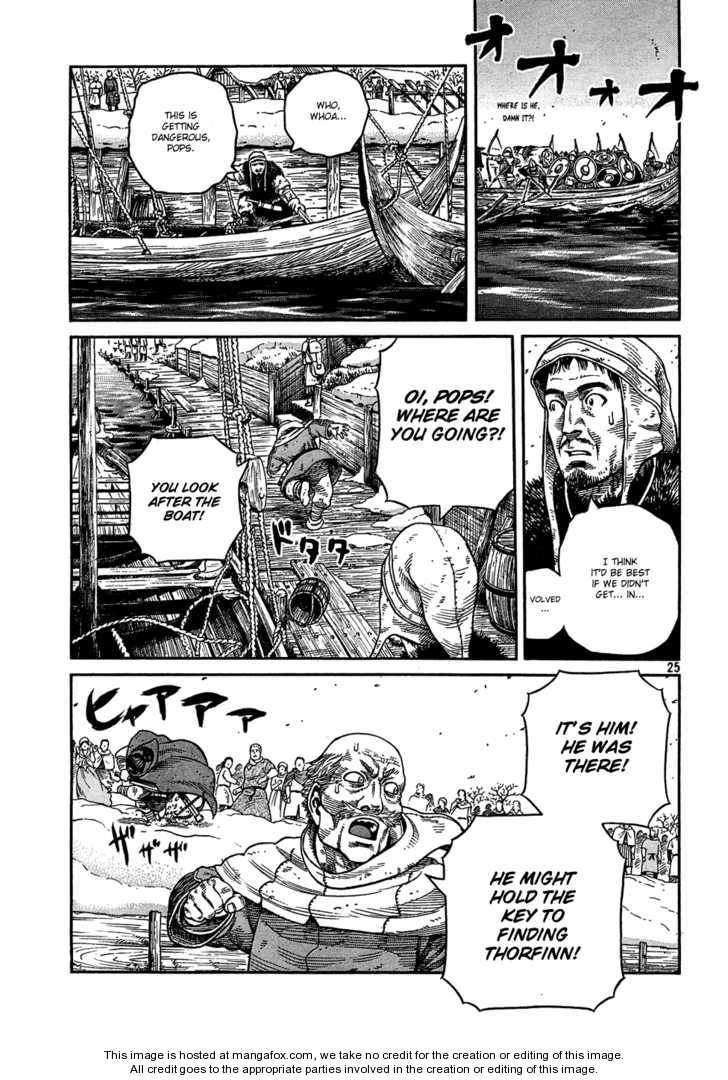 オオオオ
WHERE IS HE,
DAMN IT?!
WHO,
WHOA...
THIS IS
GETTING
DANGEROUS,
POPS.
I THINK
IT'D BE BEST
IF WE DIDN'T
GET... IN...
VOLVED
...
OI, POPS!
WHERE ARE
YOU GOING?!
YOU LOOK
AFTER THE
BOAT!
ドタタ
25
IT'S HIM!
HE WAS
THERE!
HE MIGHT
HOLD THE
KEY TO
FINDING
THORFINN!
ヒャアアア
ザザザ
This image is hosted at mangafox.com, we take no credit for the creation or editing of this image.
All credit goes to the appropriate parties involved in the creation or editing of this image.